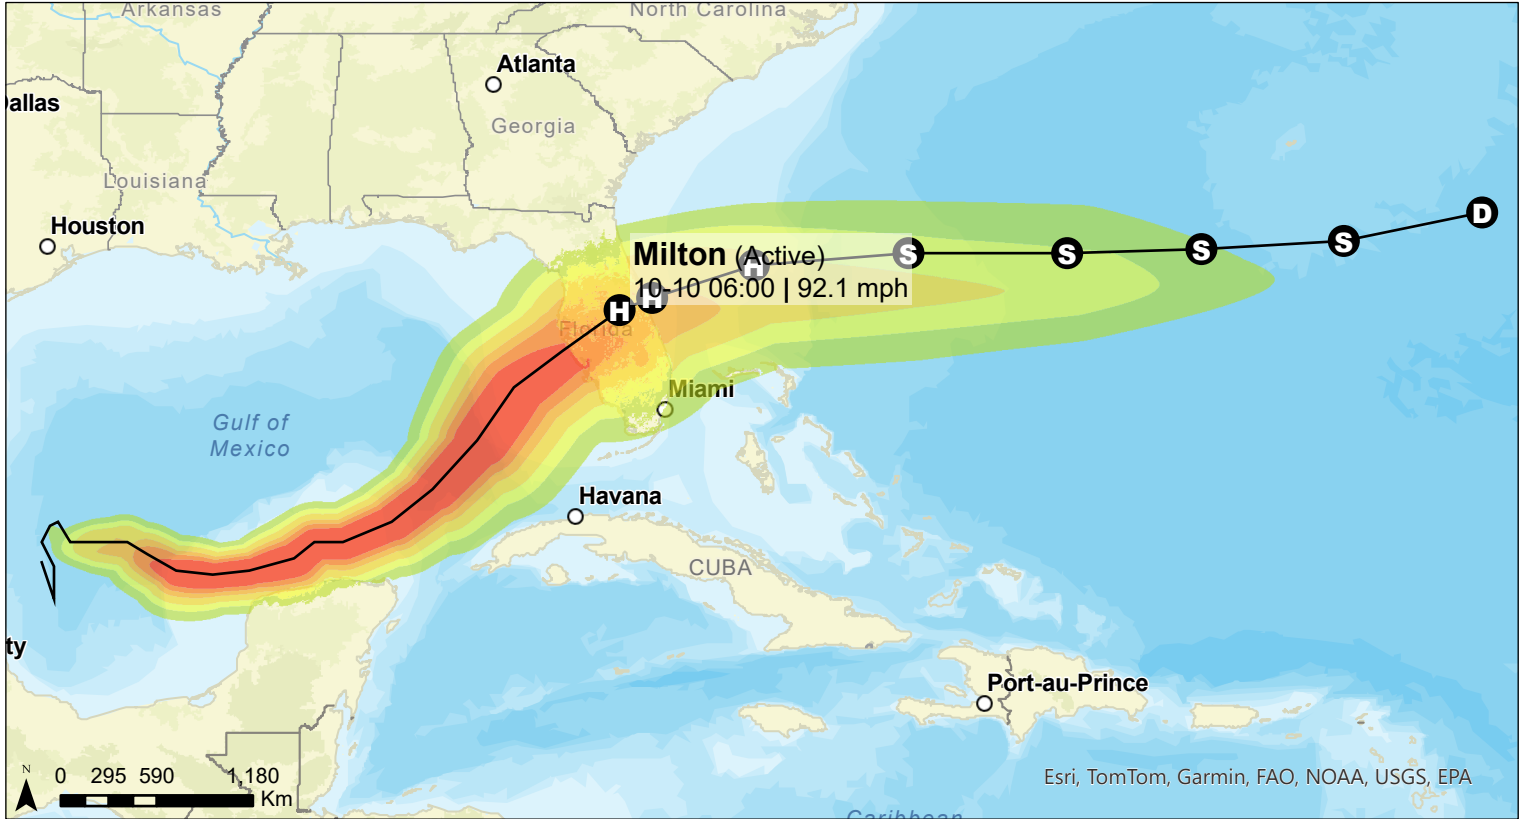 Arkansas
North Carolina
Atlanta
Dallas
Georgia
Louisiana
Houston
D
S
S
S
S
Milton (Active)
H
10-10 06:00 | 92.1 mph
H
H
Florida
Miami
Gulf of
Mexico
Havana
CUBA
ty
Port-au-Prince
N
0 295 590 1,180
Km
Esri, TomTom, Garmin, FAO, NOAA, USGS, EPA
Caribbean